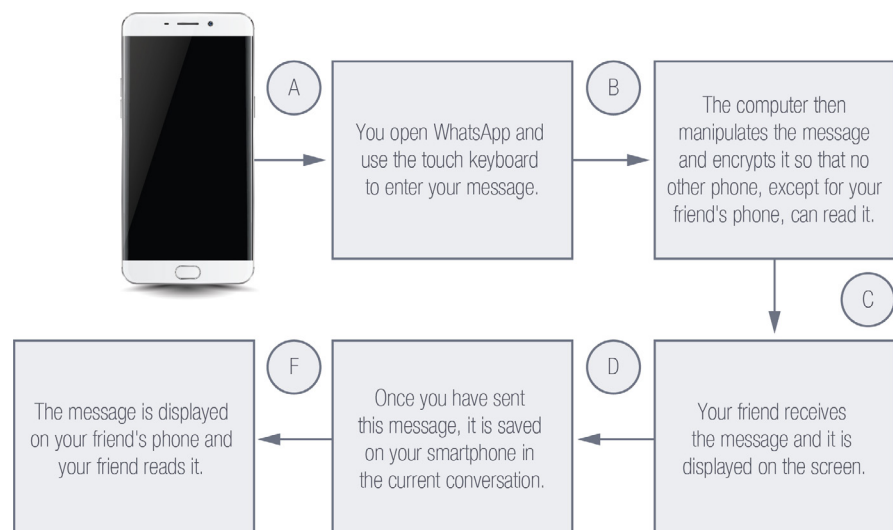 A
You open WhatsApp and
use the touch keyboard
to enter your message.
B
The computer then
manipulates the message
and encrypts it so that no
other phone, except for your
friend's phone, can read it.
C
Your friend receives
the message and it is
displayed on the screen.
D
Once you have sent
this message, it is saved
on your smartphone in
the current conversation.
F
The message is displayed
on your friend's phone and
your friend reads it.